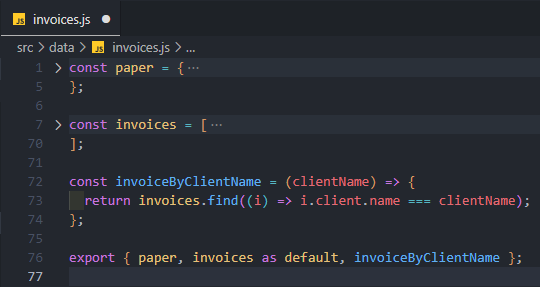 JS invoices.js
src > data > JS invoices.js > ...
1 > const paper = {···
5 };
6
7 > const invoices = [···
70 ];
71
72 const invoiceByClientName = (clientName) => {
73 return invoices.find((i) => i.client.name === clientName);
74 };
75
76 export { paper, invoices as default, invoiceByClientName };
77